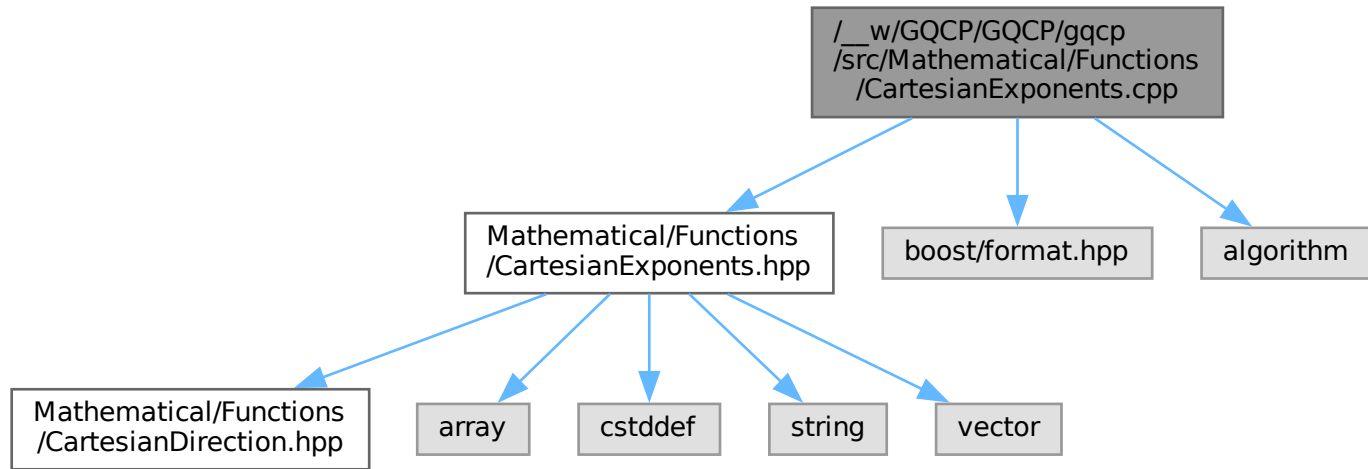 /__w/GQCP/GQCP/gqcp
/src/Mathematical/Functions
/CartesianExponents.cpp
Mathematical/Functions
/CartesianExponents.hpp
boost/format.hpp
algorithm
Mathematical/Functions
/CartesianDirection.hpp
array
cstddef
string
vector